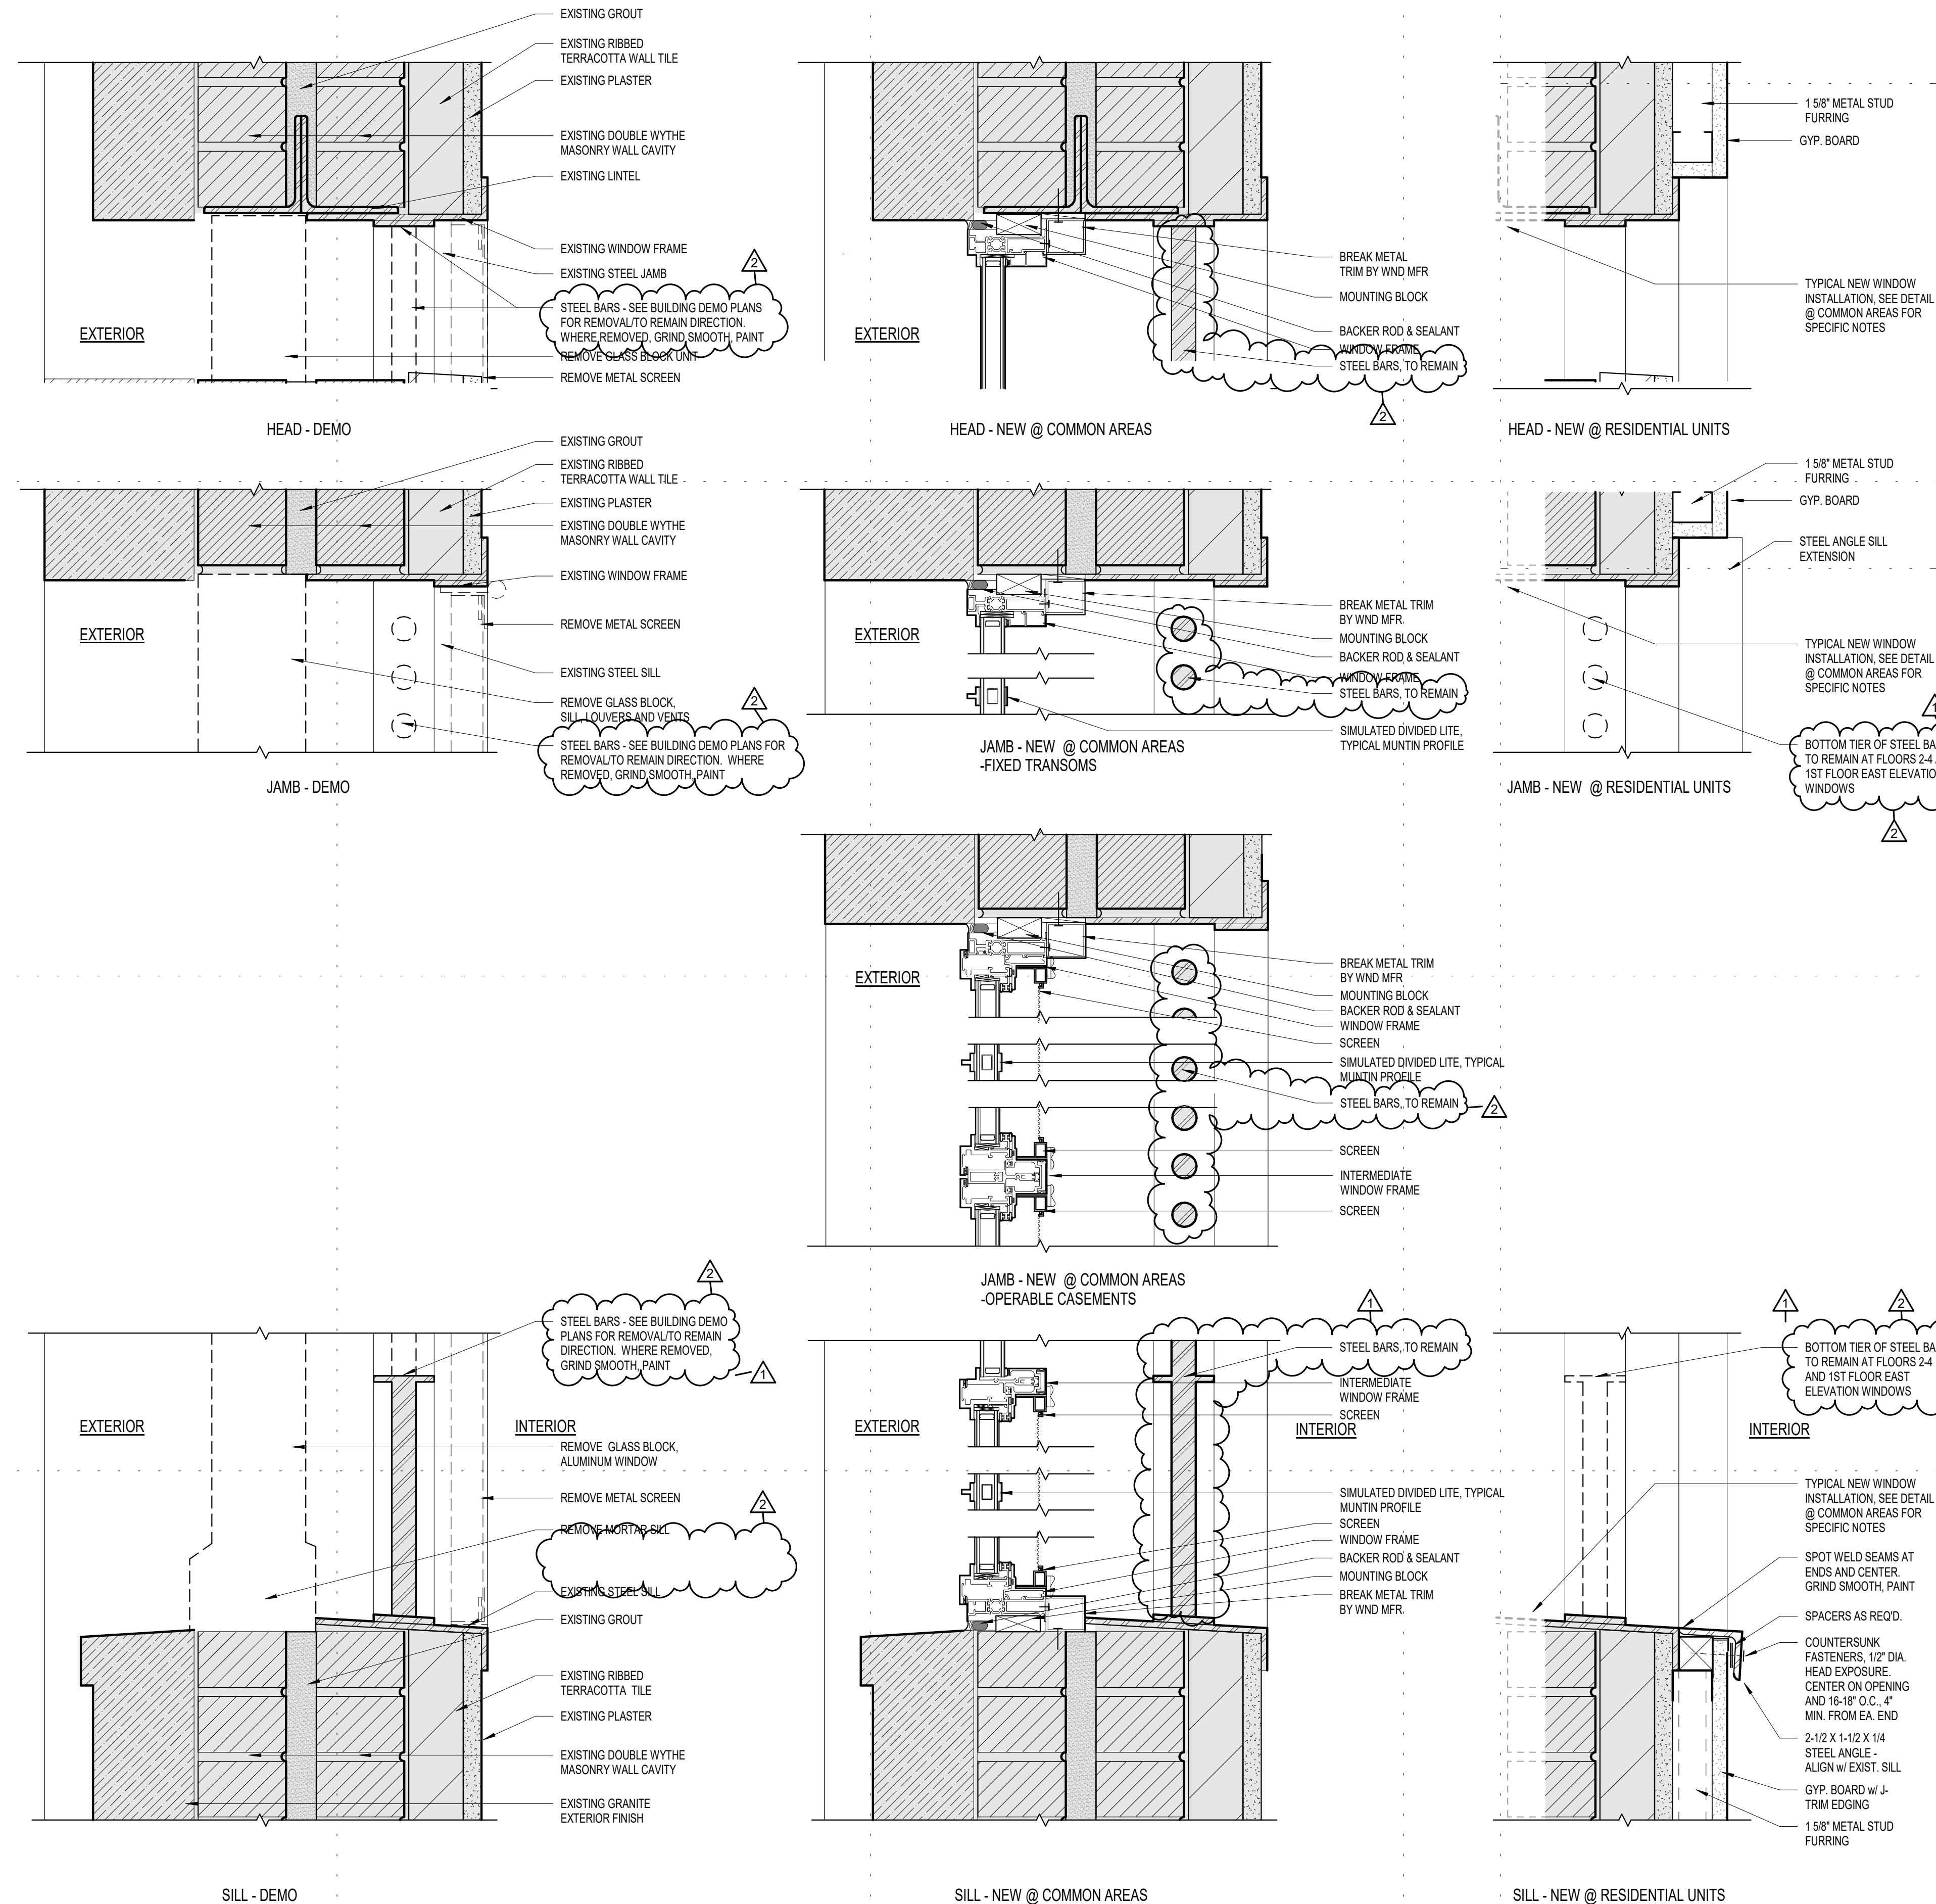 EXISTING GROUT
EXISTING RIBBED
TERRACOTTA WALL TILE
EXISTING PLASTER
EXISTING DOUBLE WYTHE
MASONRY WALL CAVITY
EXISTING LINTEL
EXISTING WINDOW FRAME
EXISTING STEEL JAMB
2
STEEL BARS - SEE BUILDING DEMO PLANS
FOR REMOVAL/TO REMAIN DIRECTION.
WHERE REMOVED, GRIND SMOOTH, PAINT
REMOVE GLASS BLOCK UNIT
REMOVE METAL SCREEN
EXTERIOR
HEAD - DEMO
BREAK METAL
TRIM BY WND MFR
MOUNTING BLOCK
BACKER ROD & SEALANT
WINDOW FRAME
STEEL BARS, TO REMAIN
2
HEAD - NEW @ COMMON AREAS
1 5/8" METAL STUD
FURRING
GYP. BOARD
TYPICAL NEW WINDOW
INSTALLATION, SEE DETAIL
@ COMMON AREAS FOR
SPECIFIC NOTES
HEAD - NEW @ RESIDENTIAL UNITS
EXISTING GROUT
EXISTING RIBBED
TERRACOTTA WALL TILE
EXISTING PLASTER
EXISTING DOUBLE WYTHE
MASONRY WALL CAVITY
EXISTING WINDOW FRAME
REMOVE METAL SCREEN
EXISTING STEEL SILL
REMOVE GLASS BLOCK,
SILL, LOUVERS AND VENTS
2
STEEL BARS - SEE BUILDING DEMO PLANS FOR
REMOVAL/TO REMAIN DIRECTION. WHERE
REMOVED, GRIND SMOOTH, PAINT
EXTERIOR
JAMB - DEMO
EXTERIOR
BREAK METAL TRIM
BY WND MFR.
MOUNTING BLOCK
BACKER ROD & SEALANT
WINDOW FRAME
STEEL BARS, TO REMAIN
SIMULATED DIVIDED LITE,
TYPICAL MUNTIN PROFILE
JAMB - NEW @ COMMON AREAS
-FIXED TRANSOMS
1 5/8" METAL STUD
FURRING
GYP. BOARD
STEEL ANGLE SILL
EXTENSION
TYPICAL NEW WINDOW
INSTALLATION, SEE DETAIL
@ COMMON AREAS FOR
SPECIFIC NOTES
1
BOTTOM TIER OF STEEL BA
TO REMAIN AT FLOORS 2-4
1ST FLOOR EAST ELEVATIO
WINDOWS
2
JAMB - NEW @ RESIDENTIAL UNITS
EXTERIOR
BREAK METAL TRIM
BY WND MFR
MOUNTING BLOCK
BACKER ROD & SEALANT
WINDOW FRAME
SCREEN
SIMULATED DIVIDED LITE, TYPICAL
MUNTIN PROFILE
STEEL BARS, TO REMAIN
2
SCREEN
INTERMEDIATE
WINDOW FRAME
SCREEN
JAMB - NEW @ COMMON AREAS
-OPERABLE CASEMENTS
EXTERIOR
2
STEEL BARS - SEE BUILDING DEMO
PLANS FOR REMOVAL/TO REMAIN
DIRECTION. WHERE REMOVED,
GRIND SMOOTH, PAINT
1
INTERIOR
REMOVE GLASS BLOCK,
ALUMINUM WINDOW
REMOVE METAL SCREEN
2
REMOVE MORTAR SILL
EXISTING STEEL SILL
EXISTING GROUT
EXISTING RIBBED
TERRACOTTA TILE
EXISTING PLASTER
EXISTING DOUBLE WYTHE
MASONRY WALL CAVITY
EXISTING GRANITE
EXTERIOR FINISH
SILL - DEMO
EXTERIOR
1
STEEL BARS, TO REMAIN
INTERMEDIATE
WINDOW FRAME
SCREEN
INTERIOR
SIMULATED DIVIDED LITE, TYPICAL
MUNTIN PROFILE
SCREEN
WINDOW FRAME
BACKER ROD & SEALANT
MOUNTING BLOCK
BREAK METAL TRIM
BY WND MFR.
SILL - NEW @ COMMON AREAS
1
2
BOTTOM TIER OF STEEL BA
TO REMAIN AT FLOORS 2-4
AND 1ST FLOOR EAST
ELEVATION WINDOWS
INTERIOR
TYPICAL NEW WINDOW
INSTALLATION, SEE DETAIL
@ COMMON AREAS FOR
SPECIFIC NOTES
SPOT WELD SEAMS AT
ENDS AND CENTER.
GRIND SMOOTH, PAINT
SPACERS AS REQ'D.
COUNTERSUNK
FASTENERS, 1/2" DIA.
HEAD EXPOSURE.
CENTER ON OPENING
AND 16-18" O.C., 4"
MIN. FROM EA. END
2-1/2 X 1-1/2 X 1/4
STEEL ANGLE -
ALIGN w/ EXIST. SILL
GYP. BOARD w/ J-
TRIM EDGING
1 5/8" METAL STUD
FURRING
SILL - NEW @ RESIDENTIAL UNITS